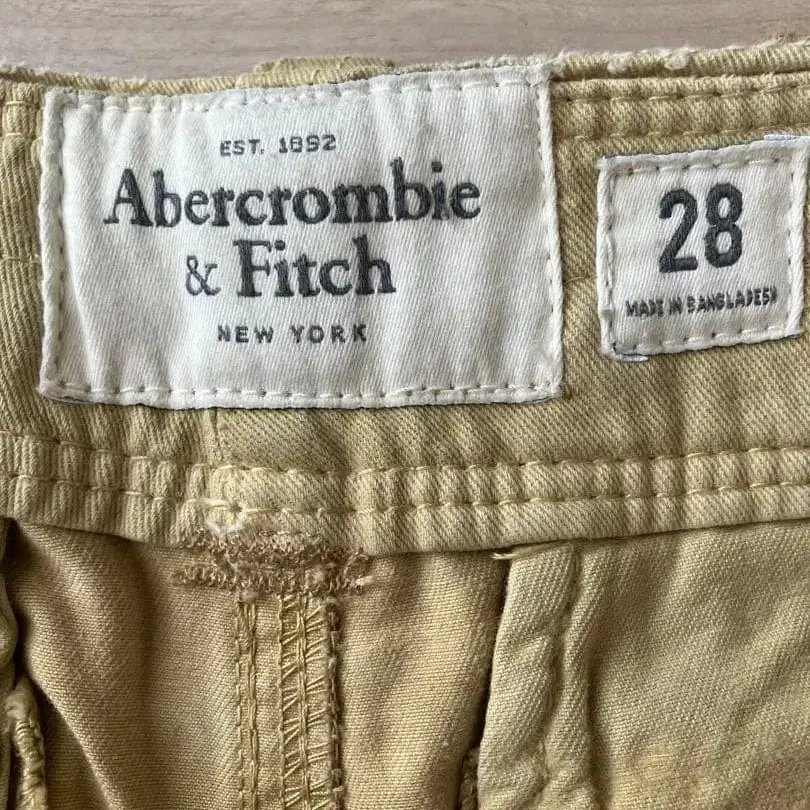 EST. 1892
Abercrombie
& Fitch
NEW YORK
28
MADE IN BANGLADESH